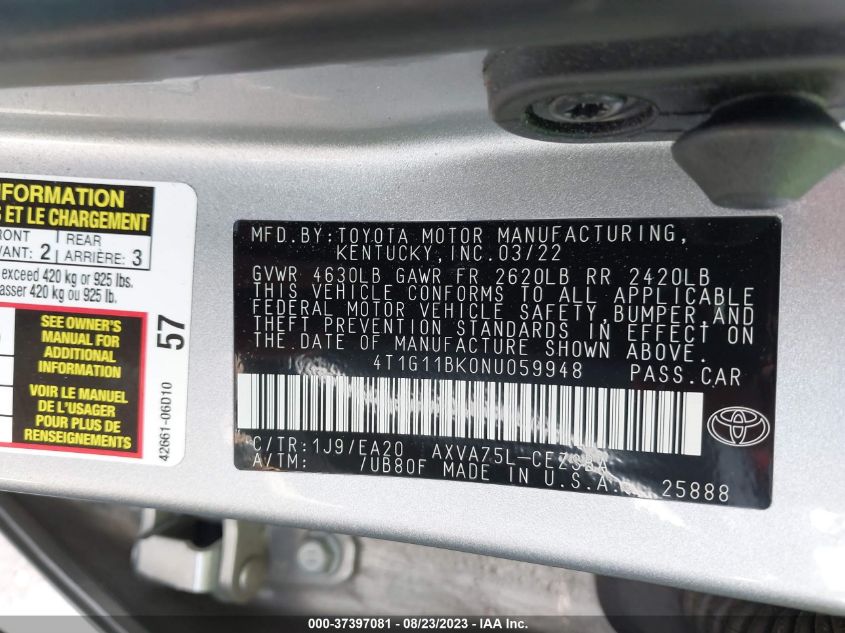 INFORMATION
ET LE CHARGEMENT
FRONT
VANT: 2
REAR
ARRIÈRE: 3
exceed 420 kg or 925 lbs.
asser 420 kg ou 925 lb.
SEE OWNER'S
MANUAL FOR
ADDITIONAL
INFORMATION
VOIR LE MANUEL
DE L'USAGER
POUR PLUS DE
RENSEIGNEMENTS
57
42661-06D10
MFD.BY:TOYOTA MOTOR MANUFACTURING,
KENTUCKY,INC.03/22
GVWR 4630LB GAWR FR 2620LB RR 2420LB
THIS VEHICLE CONFORMS TO ALL APPLICABLE
FEDERAL MOTOR VEHICLE SAFETY,BUMPER,AND
THEFT PREVENTION STANDARDS IN EFFECT ON
THE DATE OF MANUFACTURE SHOWN ABOVE.
4T1G11BK0NU059948 PASS.CAR
C/TR:1J9/EA20 AXVA75L-CEZSBA
A/TM: /UB80F MADE IN U.S.A. 25888
000-37397081 - 08/23/2023 - IAA Inc.